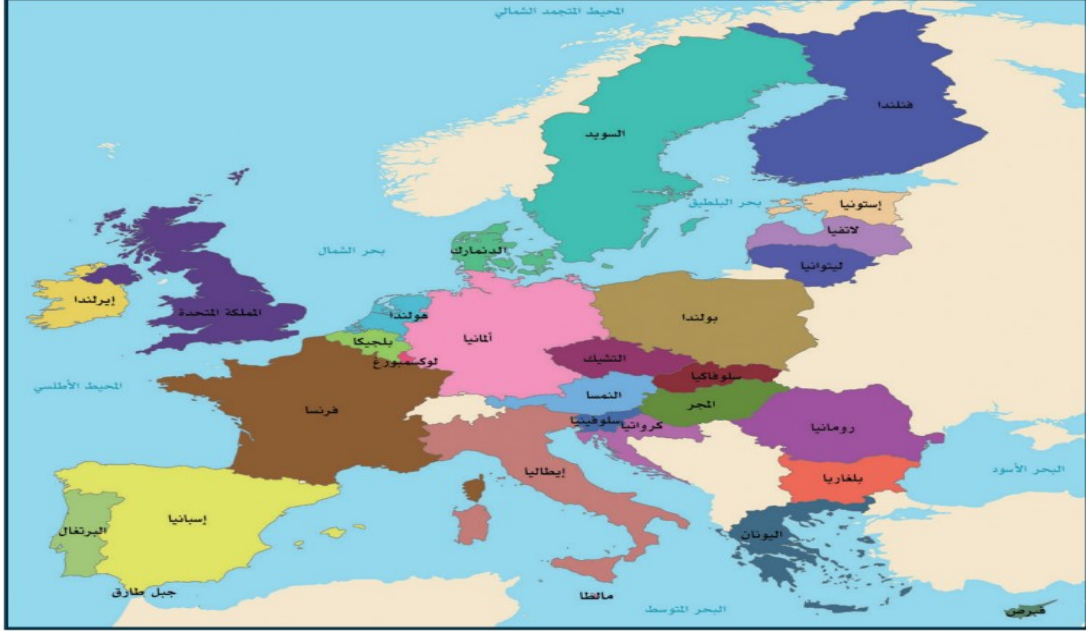 المحيط المتجمد الشمالي
فنلندا
السويد
بحر البلطيق
إستونيا
لاتفيا
ليتوانيا
بحر الشمال
الدنمارك
إيرلندا
المملكة المتحدة
هولندا
بلجيكا
لوكسمبورغ
ألمانيا
بولندا
التشيك
سلوفاكيا
المحيط الأطلسي
فرنسا
النمسا
المجر
سلوفينيا
كرواتيا
رومانيا
إيطاليا
بلغاريا
البحر الأسود
إسبانيا
البرتغال
اليونان
جبل طارق
مالطا
البحر المتوسط
قبرص